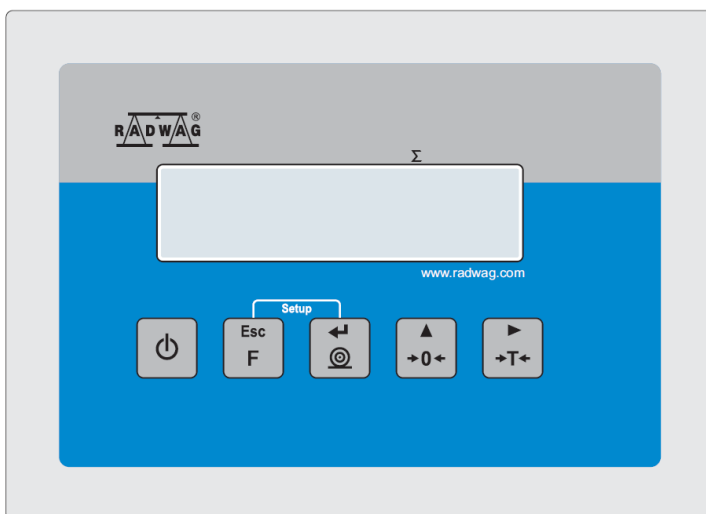 RADWAG®
Σ
www.radwag.com
Setup
Esc
F
→0←
→T←